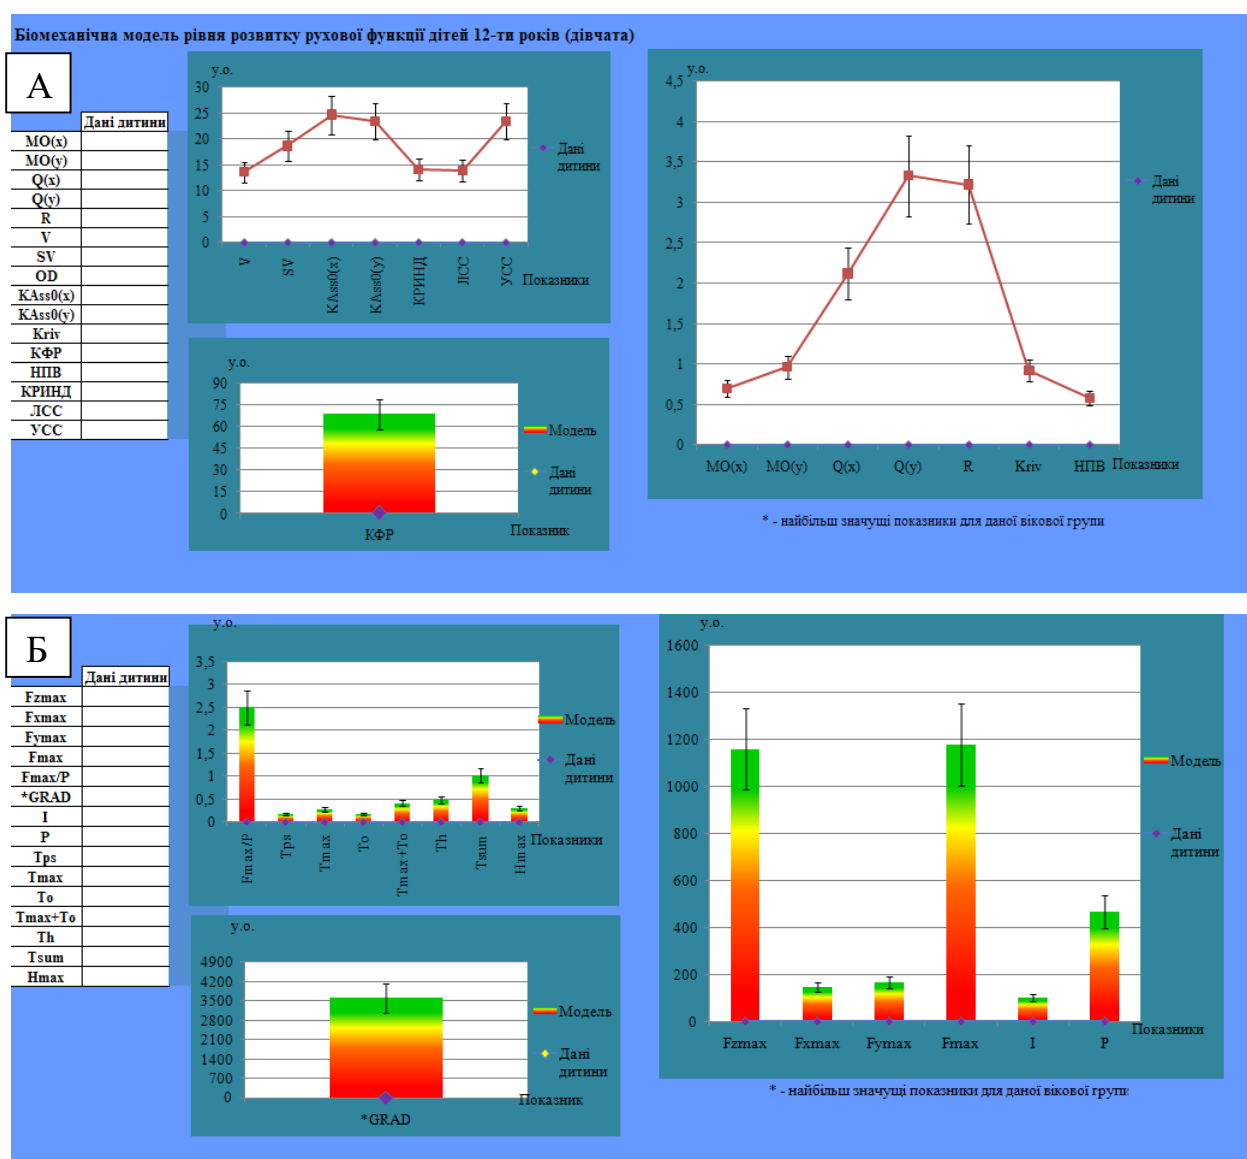 Біомеханічна модель рівня розвитку рухової функції дітей 12-ти років (дівчата)
А
Дані дитини
MO(x)
MO(y)
Q(x)
Q(y)
R
V
SV
OD
KAss0(x)
KAss0(y)
Kriv
КФР
НПВ
КРИНД
ЛСС
УСС
у.о.
30
25
20
15
10
5
0
V
SV
KAss0(x)
KAss0(y)
КРИНД
ЛСС
УСС
Показники
Дані
дитини
у.о.
90
75
60
45
30
15
0
КФР
Показник
Модель
Дані
дитини
у.о.
4,5
4
3,5
3
2,5
2
1,5
1
0,5
0
MO(x)
MO(y)
Q(x)
Q(y)
R
Kriv
НПВ
Показники
Дані
дитини
* - найбільш значущі показники для даної вікової групи
Б
Дані дитини
Fzmax
Fxmax
Fymax
Fmax
Fmax/P
*GRAD
I
P
Tps
Tmax
To
Tmax+To
Th
Tsum
Hmax
у.о.
3,5
3
2,5
2
1,5
1
0,5
0
Fmax/P
Tps
Tmax
To
Tmax+To
Th
Tsum
Hmax
Показники
Модель
Дані
дитини
у.о.
4900
4200
3500
2800
2100
1400
700
0
*GRAD
Показник
Модель
Дані
дитини
у.о.
1600
1400
1200
1000
800
600
400
200
0
Fzmax
Fxmax
Fymax
Fmax
I
P
Показники
Модель
Дані
дитини
* - найбільш значущі показники для даної вікової групи